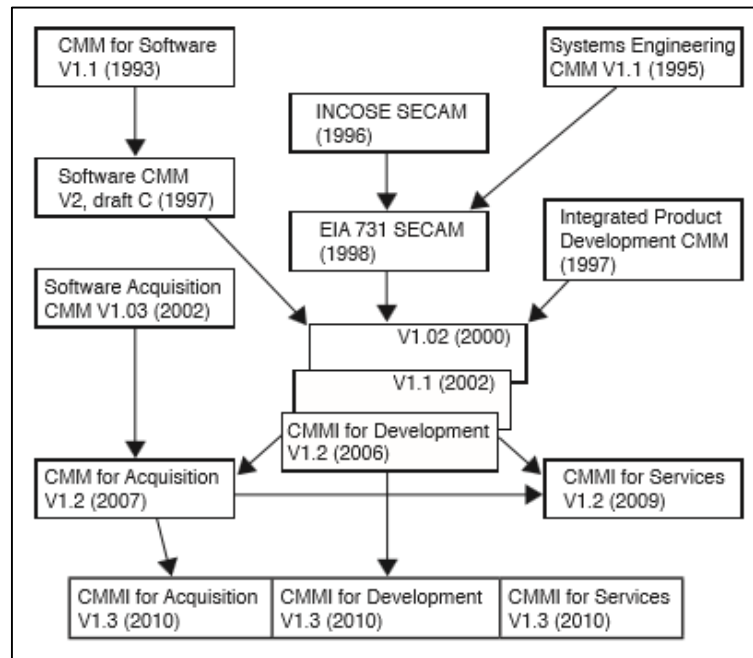 CMM for Software
V1.1 (1993)
Systems Engineering
CMM V1.1 (1995)
INCOSE SECAM
(1996)
Software CMM
V2, draft C (1997)
EIA 731 SECAM
(1998)
Integrated Product
Development CMM
(1997)
Software Acquisition
CMM V1.03 (2002)
V1.02 (2000)
V1.1 (2002)
CMMI for Development
V1.2 (2006)
CMM for Acquisition
V1.2 (2007)
CMMI for Services
V1.2 (2009)
CMMI for Acquisition
V1.3 (2010)
CMMI for Development
V1.3 (2010)
CMMI for Services
V1.3 (2010)